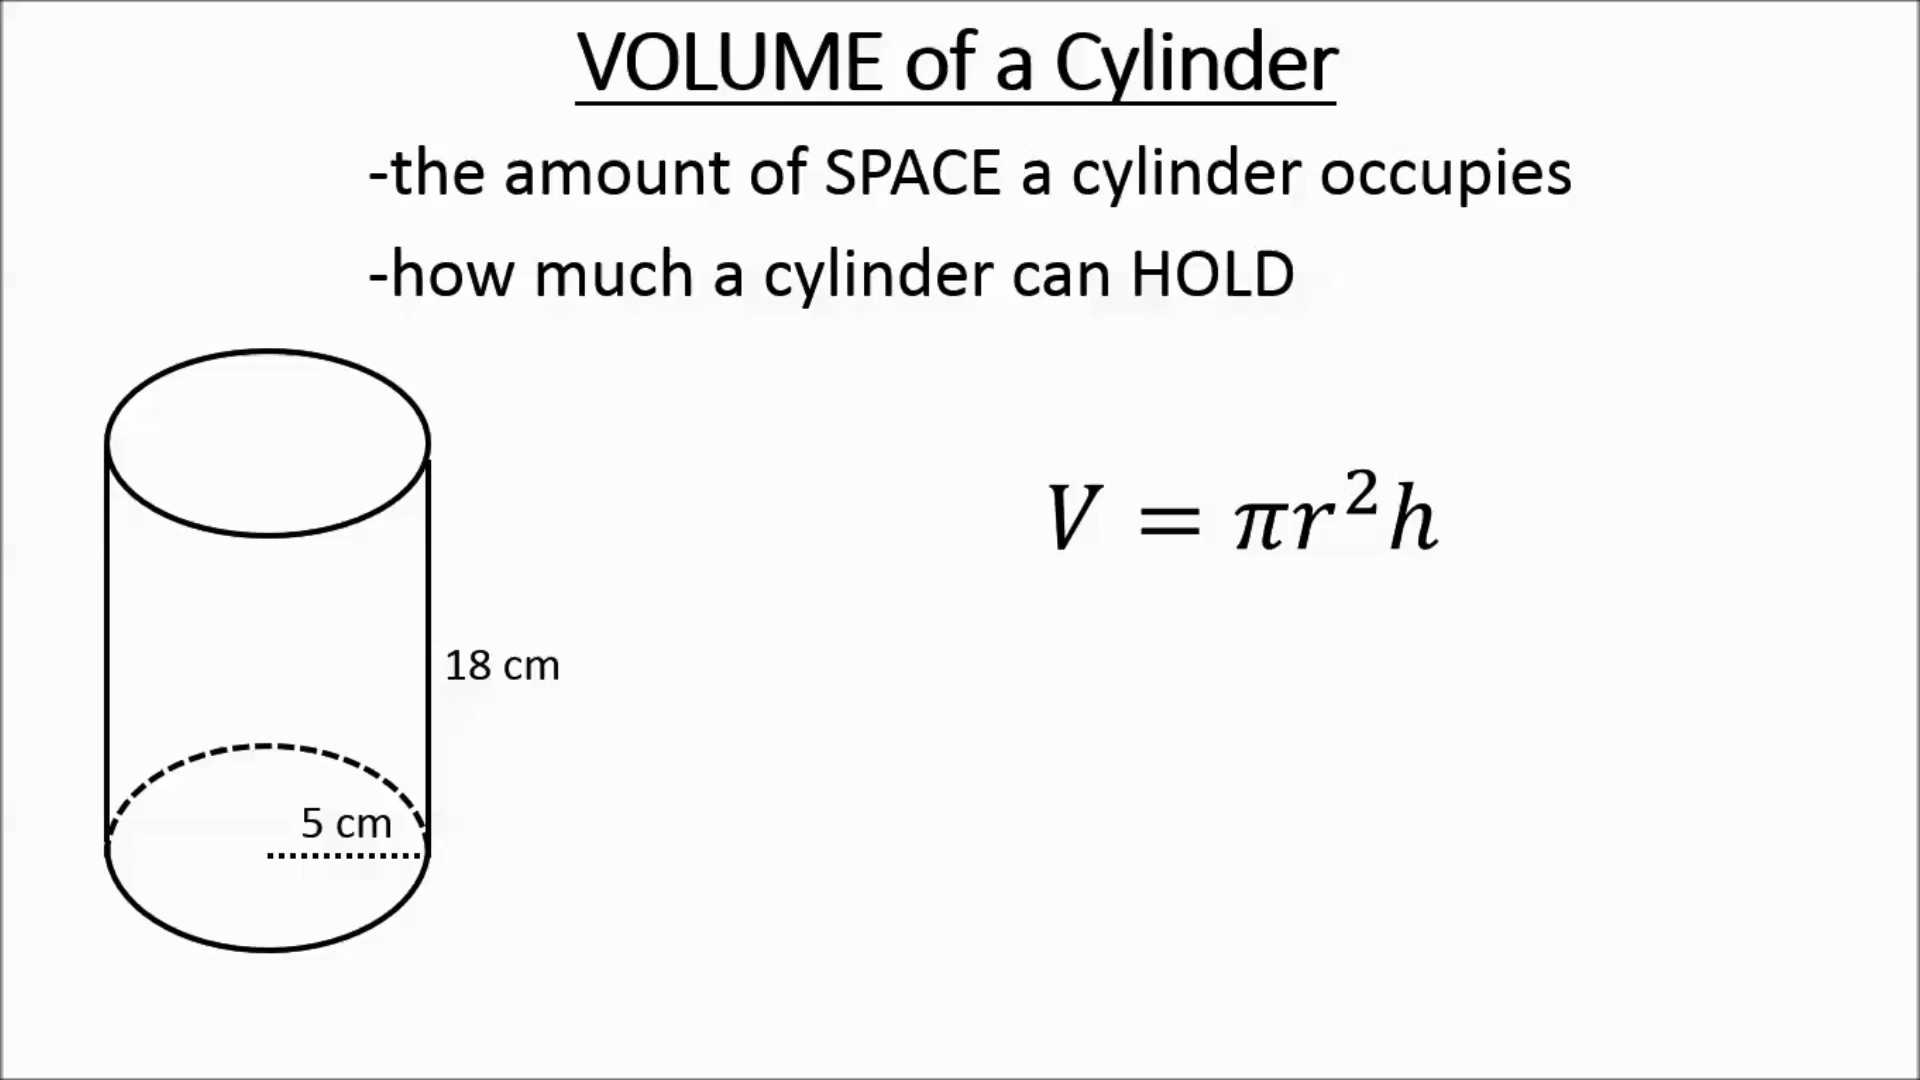 VOLUME of a Cylinder
-the amount of SPACE a cylinder occupies
-how much a cylinder can HOLD
V = πr²h
18 cm
5 cm